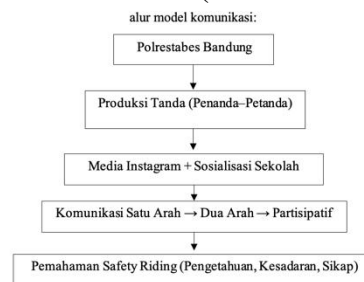 alur model komunikasi:
Polrestabes Bandung
Produksi Tanda (Penanda–Petanda)
Media Instagram + Sosialisasi Sekolah
Komunikasi Satu Arah → Dua Arah → Partisipatif
Pemahaman Safety Riding (Pengetahuan, Kesadaran, Sikap)